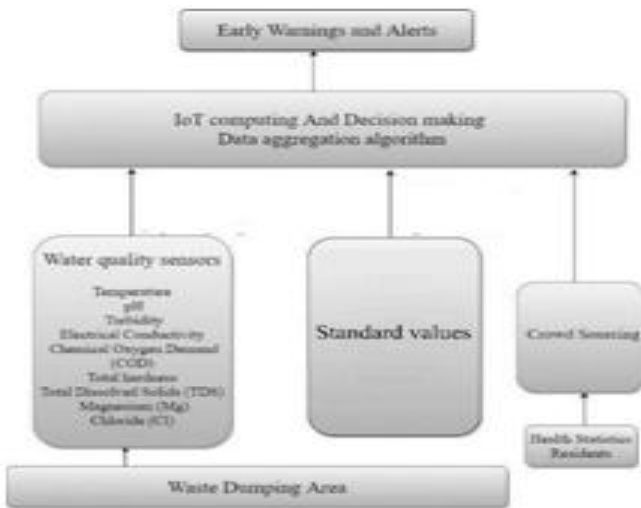 Early Warnings and Alerts
IoT computing And Decision making
Data aggregation algorithm
Water quality sensors
Temperature
pH
Turbidity
Electrical Conductivity
Chemical Oxygen Demand
(COD)
Total hardness
Total Dissolved Solids (TDS)
Magnesium (Mg)
Chloride (Cl)
Standard values
Crowd Sourcing
Health Statistics
Residents
Waste Dumping Area